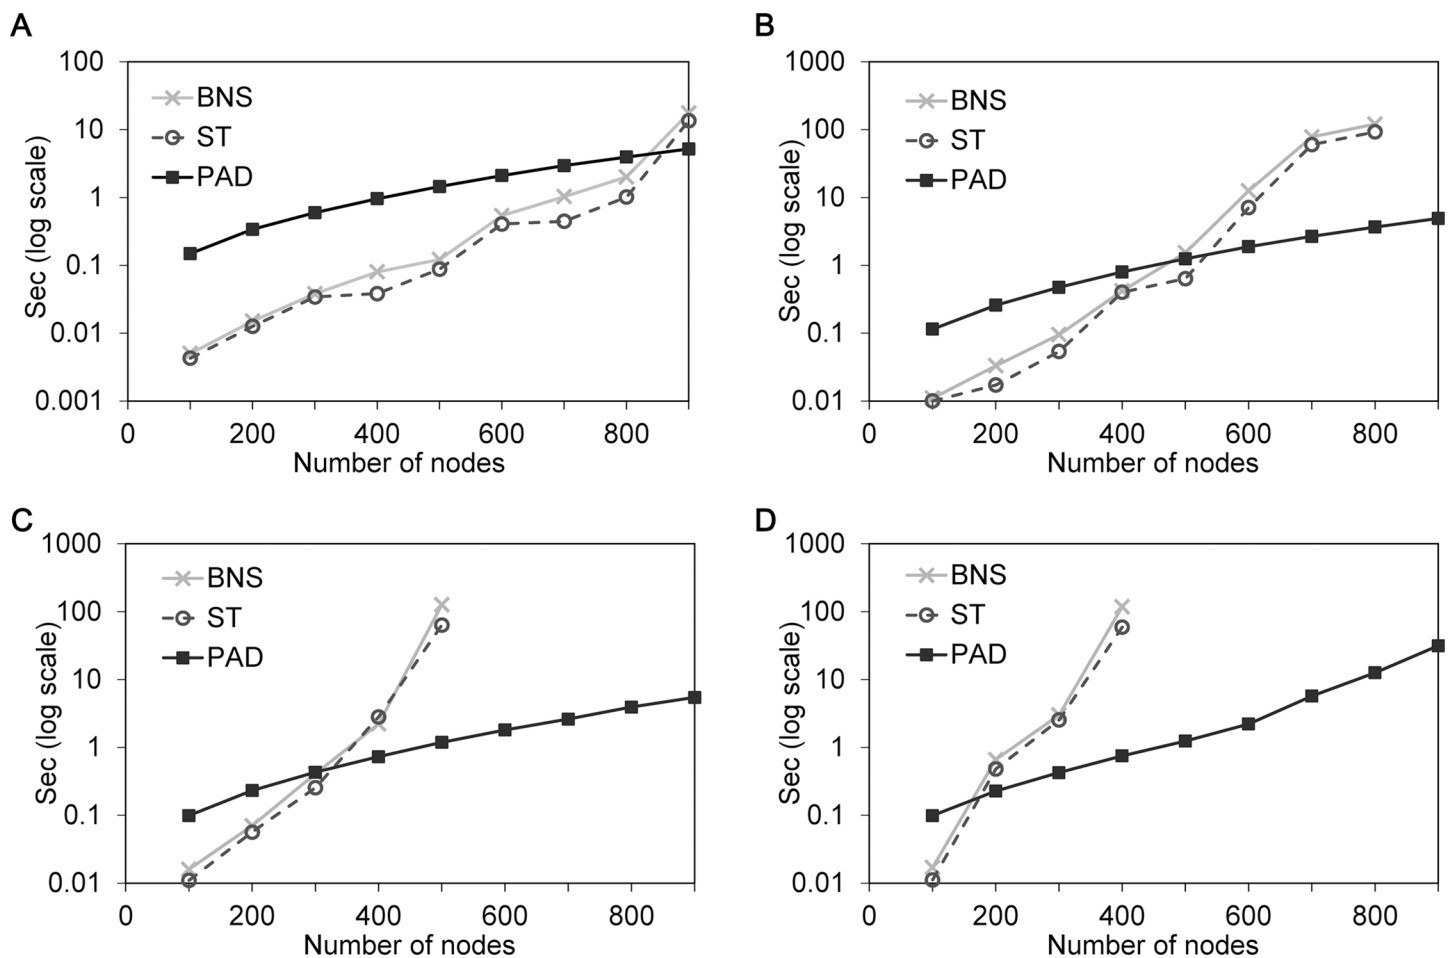 A
100
10
1
0.1
0.01
0.001
Sec (log scale)
BNS
ST
PAD
0 200 400 600 800
Number of nodes
B
1000
100
10
1
0.1
0.01
Sec (log scale)
BNS
ST
PAD
0 200 400 600 800
Number of nodes
C
1000
100
10
1
0.1
0.01
Sec (log scale)
BNS
ST
PAD
0 200 400 600 800
Number of nodes
D
1000
100
10
1
0.1
0.01
Sec (log scale)
BNS
ST
PAD
0 200 400 600 800
Number of nodes